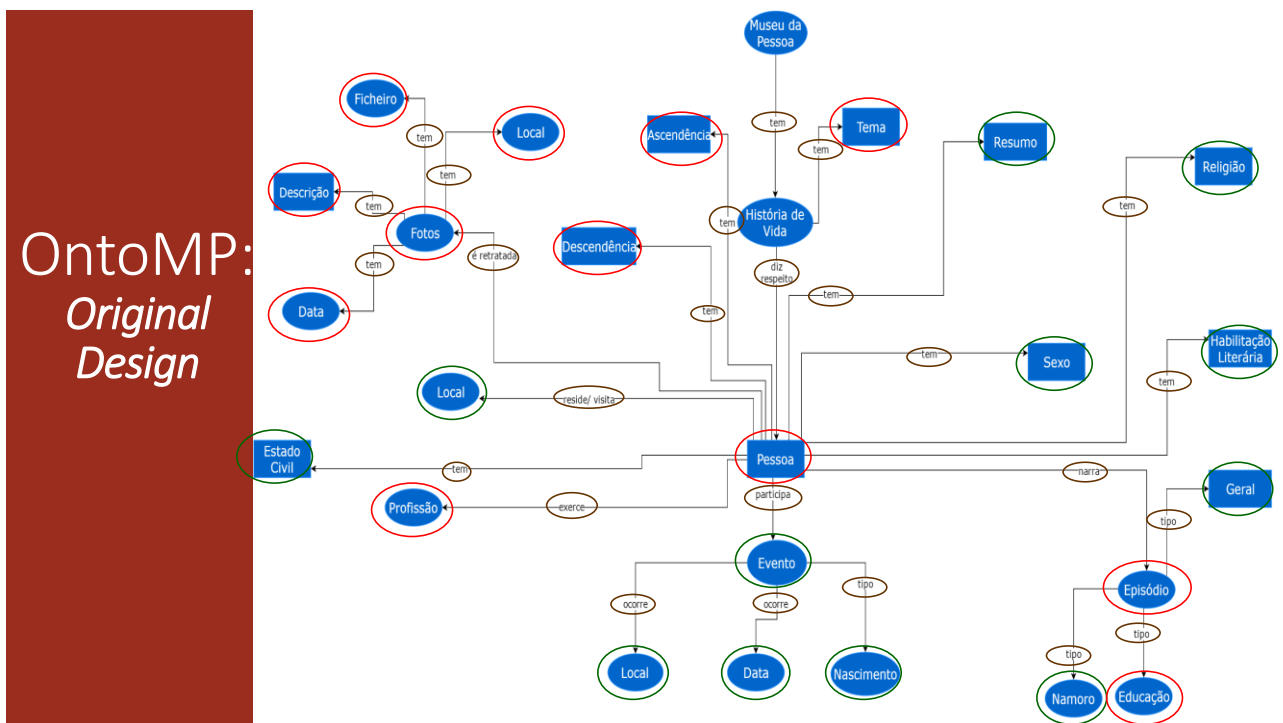 OntoMP:
Original
Design
Museu da
Pessoa
Ficheiro
tem
Local
tem
Descrição
tem
Fotos
tem
Data
é retratada
Ascendência
tem
Tema
tem
História de
Vida
tem
Descendência
tem
diz
respeito
Resumo
tem
Religião
tem
Sexo
tem
Habilitação
Literária
tem
Local
reside/ visita
Estado
Civil
tem
Pessoa
Profissão
exerce
participa
narra
Geral
tipo
Evento
ocorre
ocorre
tipo
Local
Data
Nascimento
Episódio
tipo
tipo
Namoro
Educação